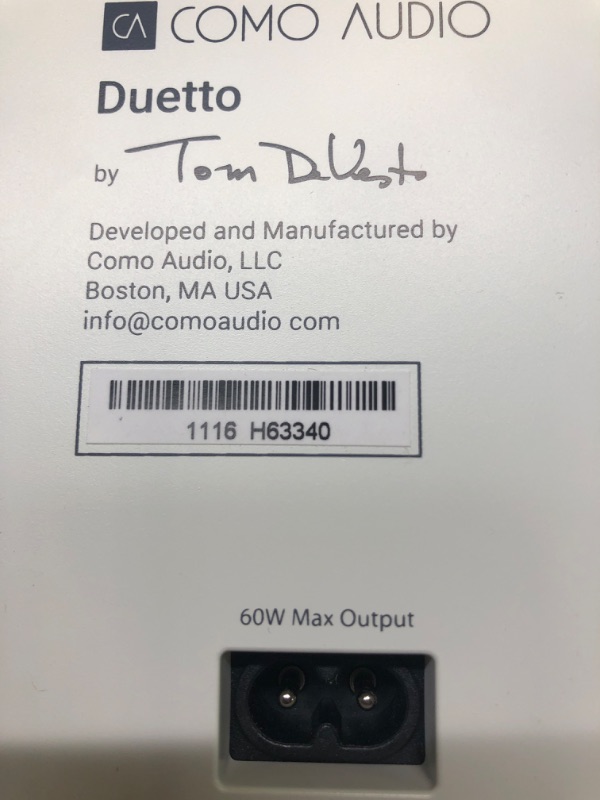 CA COMO AUDIO
Duetto
by Tom DeVesto
Developed and Manufactured by
Como Audio, LLC
Boston, MA USA
info@comoaudio com
1116 H63340
60W Max Output